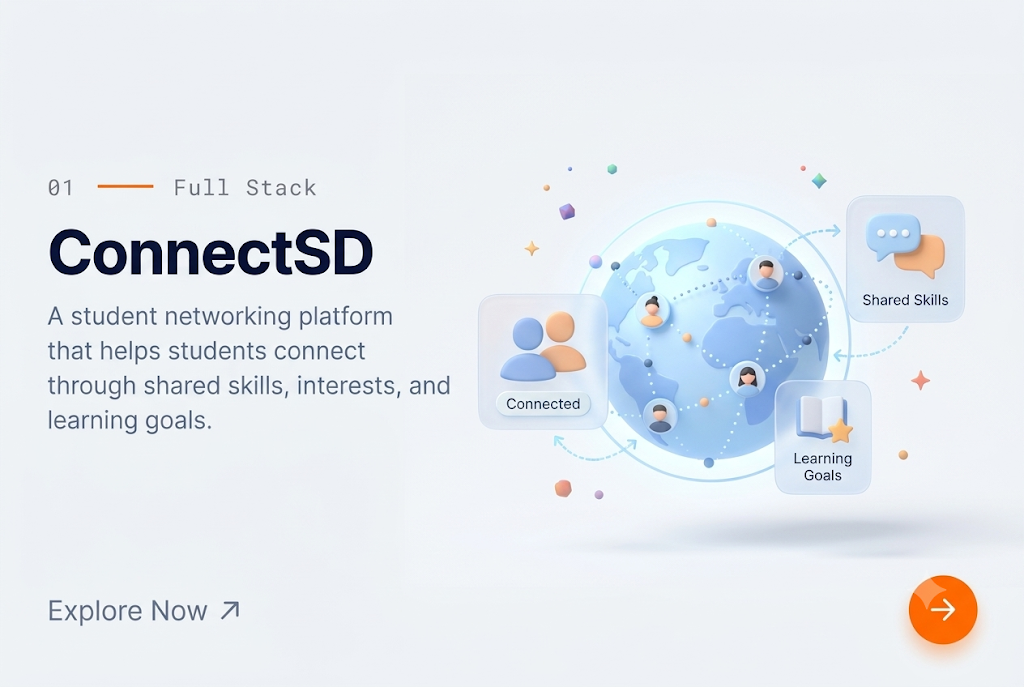 01 Full Stack
ConnectSD
A student networking platform
that helps students connect
through shared skills, interests, and
learning goals.
Connected
Shared Skills
Learning
Goals
Explore Now